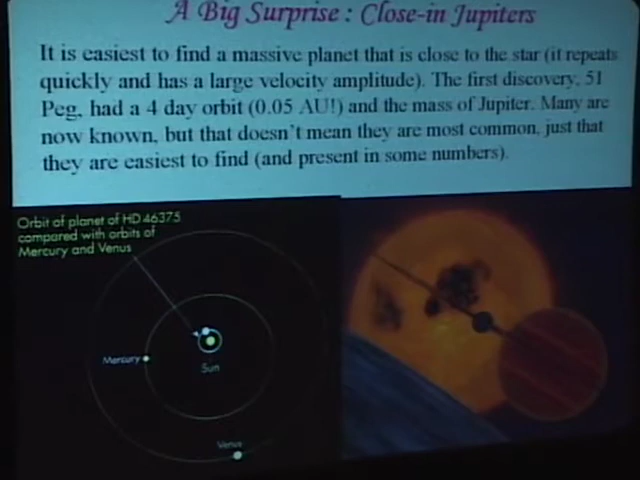 A Big Surprise : Close-in Jupiters
It is easiest to find a massive planet that is close to the star (it repeats
quickly and has a large velocity amplitude). The first discovery, 51
Peg, had a 4 day orbit (0.05 AU!) and the mass of Jupiter. Many are
now known, but that doesn't mean they are most common, just that
they are easiest to find (and present in some numbers).
Orbit of planet of HD 46375
compared with orbits of
Mercury and Venus
Mercury
Sun
Venus